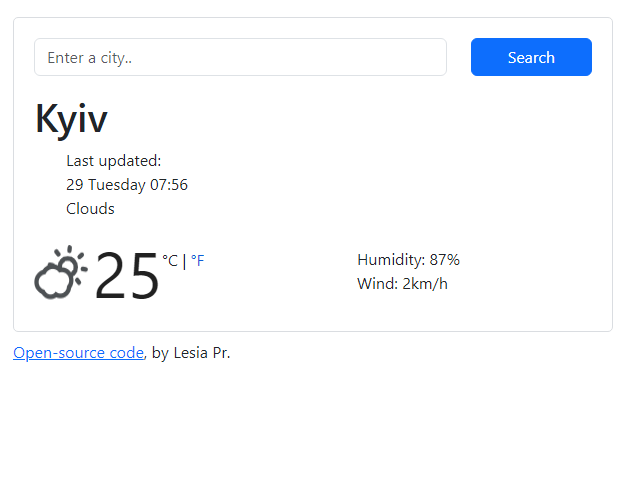 Enter a city..
Search
Kyiv
Last updated:
29 Tuesday 07:56
Clouds
25 °C | °F
Humidity: 87%
Wind: 2km/h
Open-source code, by Lesia Pr.